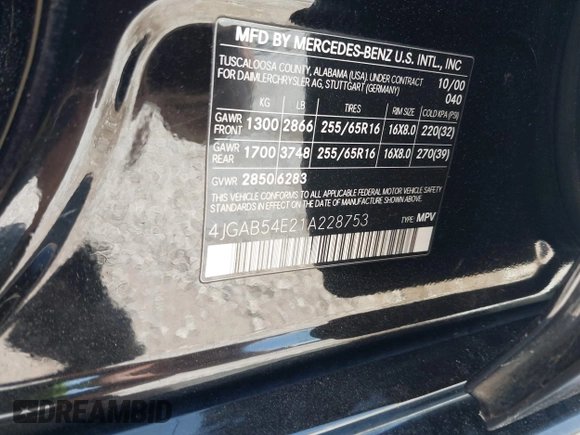 MFD BY MERCEDES-BENZ U.S. INTL., INC
TUSCALOOSA COUNTY, ALABAMA (USA). UNDER CONTRACT 10/00
FOR DAIMLERCHRYSLER AG, STUTTGART (GERMANY) 040
KG LB TIRES RIM SIZE COLD KPA (PSI)
GAWR FRONT 1300 2866 255/65R16 16X8.0 220(32)
GAWR REAR 1700 3748 255/65R16 16X8.0 270(39)
GVWR 2850 6283
THIS VEHICLE CONFORMS TO ALL APPLICABLE FEDERAL MOTOR VEHICLE SAFETY
STANDARDS IN EFFECT ON THE DATE OF MANUFACTURE SHOWN ABOVE.
4JGAB54E21A228753 TYPE: MPV
DREAMBID